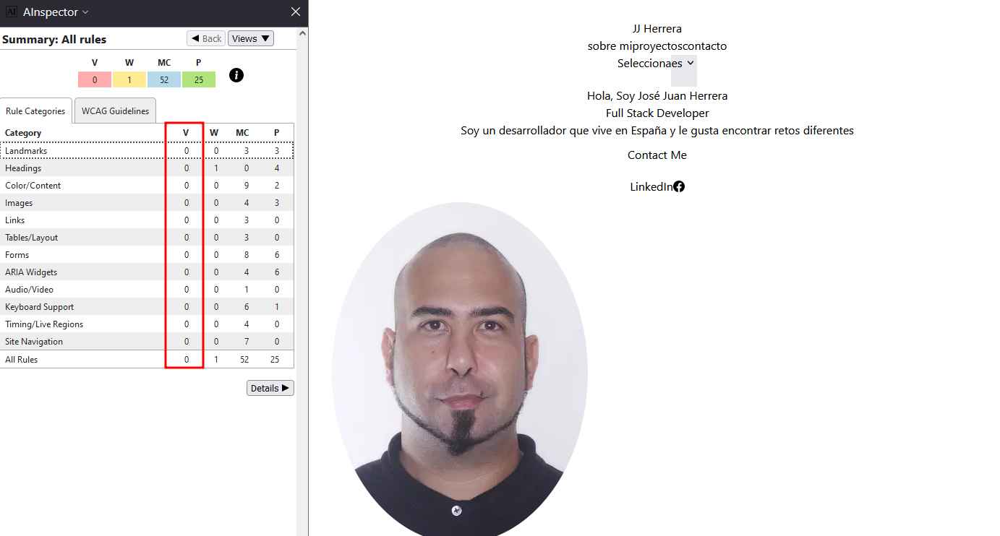 AI AInspector
Summary: All rules
Back
Views
V W MC P
0 1 52 25
i
Rule Categories
WCAG Guidelines
Category V W MC P
Landmarks 0 0 3 3
Headings 0 1 0 4
Color/Content 0 0 9 2
Images 0 0 4 3
Links 0 0 3 0
Tables/Layout 0 0 3 0
Forms 0 0 8 6
ARIA Widgets 0 0 4 6
Audio/Video 0 0 1 0
Keyboard Support 0 0 6 1
Timing/Live Regions 0 0 4 0
Site Navigation 0 0 7 0
All Rules 0 1 52 25
Details
JJ Herrera
sobre miproyectoscontacto
Seleccionaes
Hola, Soy José Juan Herrera
Full Stack Developer
Soy un desarrollador que vive en España y le gusta encontrar retos diferentes
Contact Me
LinkedIn